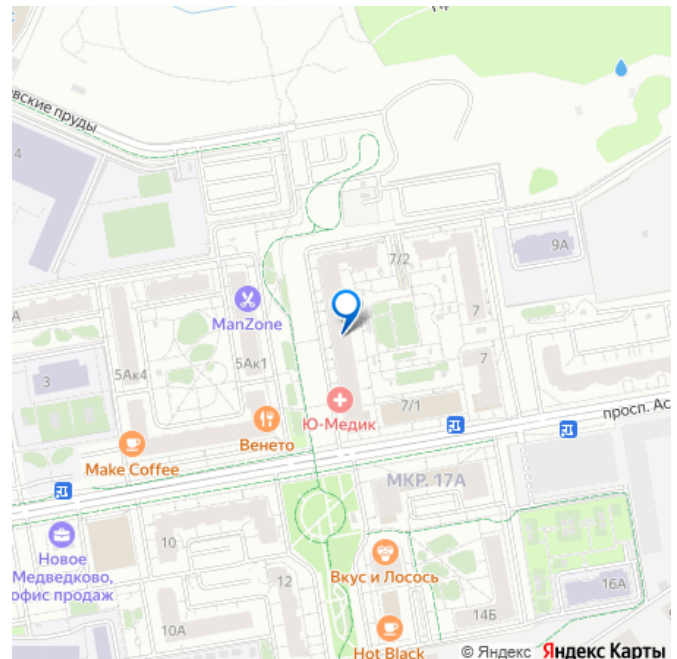 вские пруды
4
9А
7/2
ManZone
7
А
5Ак4
5Ак1
7
3
Ю-Медик
7/1
просп. Ас
Венето
Make Coffee
МКР. 17А
Новое
Медведково,
офис продаж
10
12
Вкус и Лосось
16А
14Б
10А
Hot Black
© Яндекс Яндекс Карты